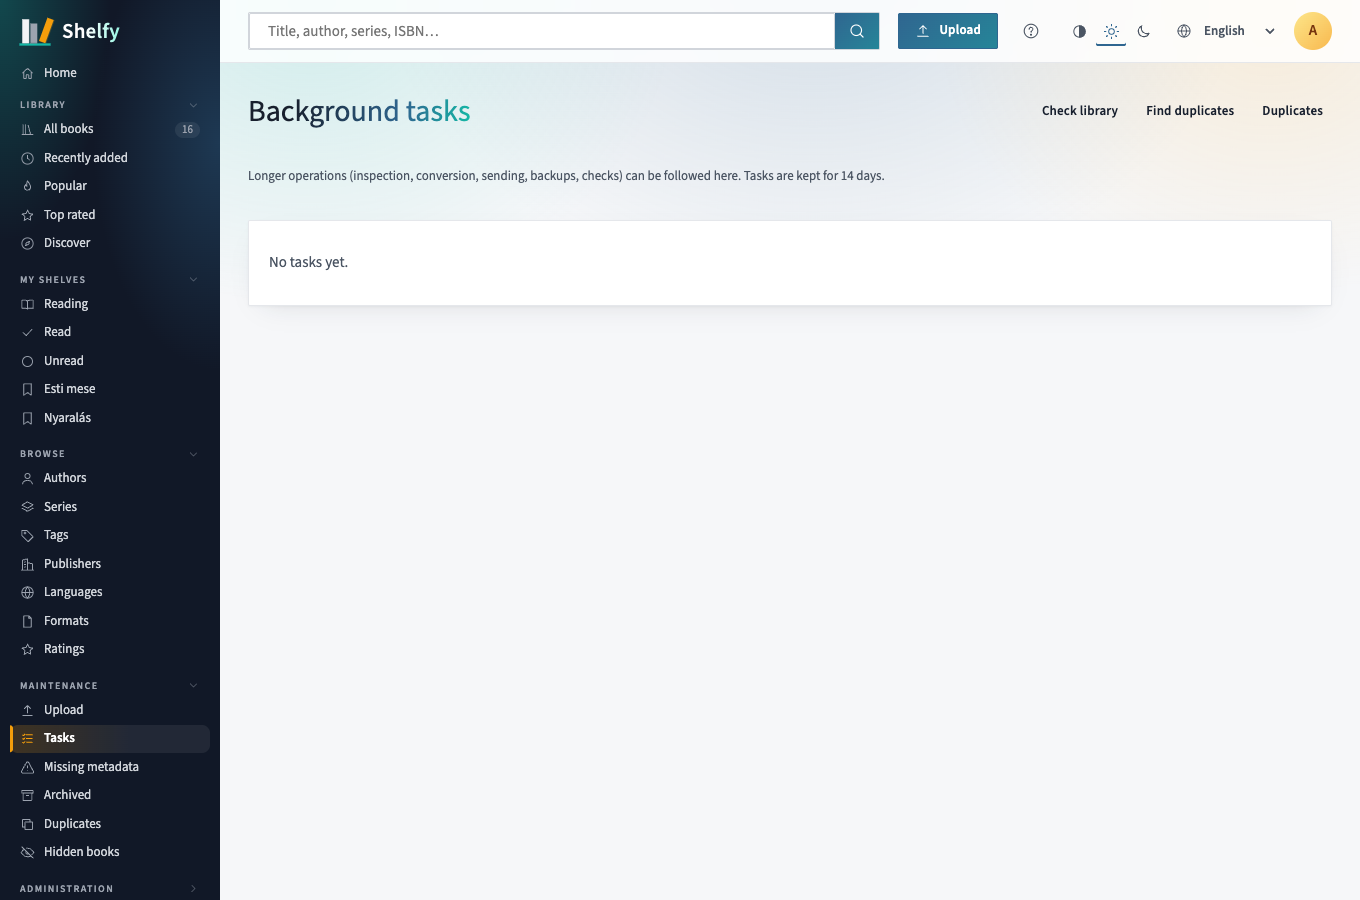 Shelfy
Home
LIBRARY
All books 16
Recently added
Popular
Top rated
Discover
MY SHELVES
Reading
Read
Unread
Esti mese
Nyaralás
BROWSE
Authors
Series
Tags
Publishers
Languages
Formats
Ratings
MAINTENANCE
Upload
Tasks
Missing metadata
Archived
Duplicates
Hidden books
ADMINISTRATION
Title, author, series, ISBN…
Upload
English
A
Background tasks
Check library Find duplicates Duplicates
Longer operations (inspection, conversion, sending, backups, checks) can be followed here. Tasks are kept for 14 days.
No tasks yet.